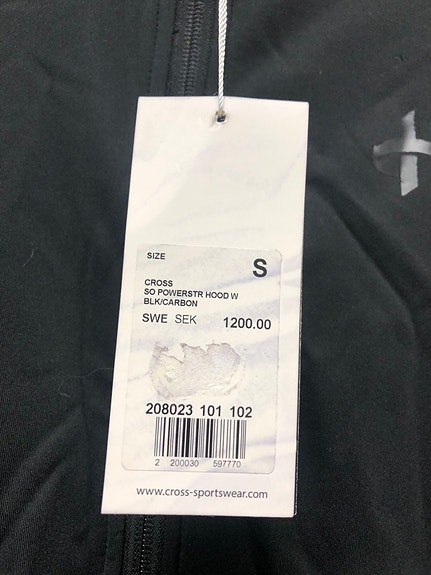 SIZE
S
CROSS
SO POWERSTR HOOD W
BLK/CARBON
SWE SEK 1200.00
208023 101 102
2 200030 597770
www.cross-sportswear.com